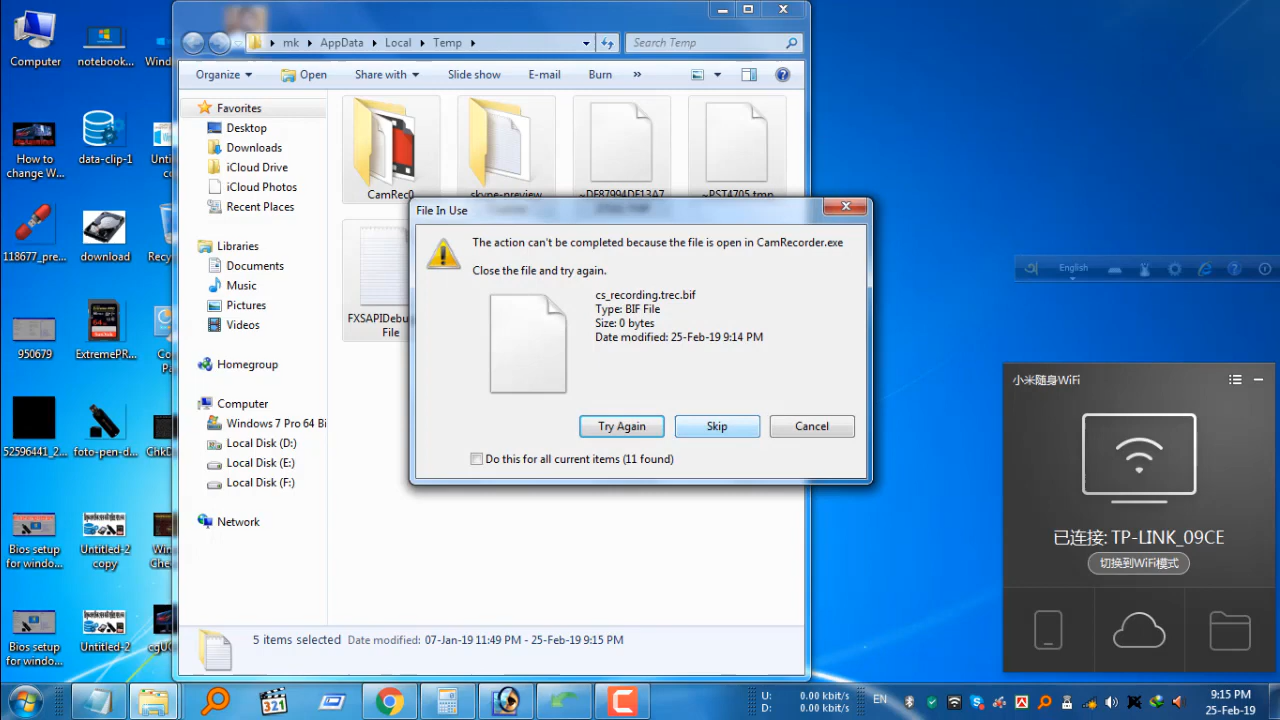 Computer
notebook...
Wind
How to
change W...
data-clip-1
Unti
co
118677_pre...
download
Recy
950679
ExtremePR...
Co
Pa
52596441_2...
foto-pen-d...
ChkD
Bios setup
for windo...
Untitled-2
copy
Win
Che
Bios setup
for windo...
Untitled-2
cgUC
mk
AppData
Local
Temp
Search Temp
Organize
Open
Share with
Slide show
E-mail
Burn
»
Favorites
Desktop
Downloads
iCloud Drive
iCloud Photos
Recent Places
Libraries
Documents
Music
Pictures
Videos
Homegroup
Computer
Windows 7 Pro 64 Bi
Local Disk (D:)
Local Disk (E:)
Local Disk (F:)
Network
CamRec0
skype-preview
~DF87994DF13A7
~PST4705.tmp
FXSAPIDebu
File
File In Use
The action can't be completed because the file is open in CamRecorder.exe
Close the file and try again.
cs_recording.trec.bif
Type: BIF File
Size: 0 bytes
Date modified: 25-Feb-19 9:14 PM
Try Again
Skip
Cancel
Do this for all current items (11 found)
5 items selected
Date modified: 07-Jan-19 11:49 PM - 25-Feb-19 9:15 PM
English
小米随身WiFi
已连接: TP-LINK_09CE
切换到WiFi模式
321
U: 0.00 kbit/s
D: 0.00 kbit/s
EN
9:15 PM
25-Feb-19